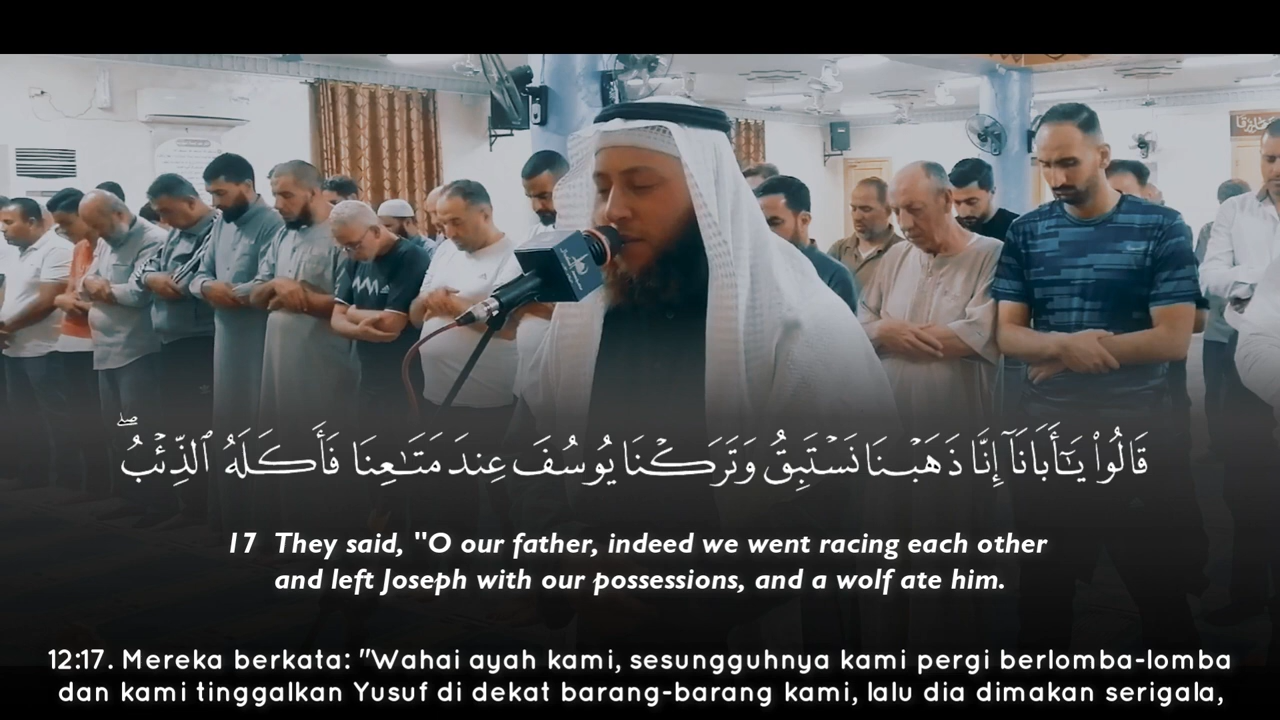 قَالُوا۟ يَـٰٓأَبَانَآ إِنَّا ذَهَبْنَا نَسْتَبِقُ وَتَرَكْنَا يُوسُفَ عِندَ مَتَـٰعِنَا فَأَكَلَهُ ٱلذِّئْبُ ۖ
17 They said, "O our father, indeed we went racing each other
and left Joseph with our possessions, and a wolf ate him.
12:17. Mereka berkata: "Wahai ayah kami, sesungguhnya kami pergi berlomba-lomba
dan kami tinggalkan Yusuf di dekat barang-barang kami, lalu dia dimakan serigala,